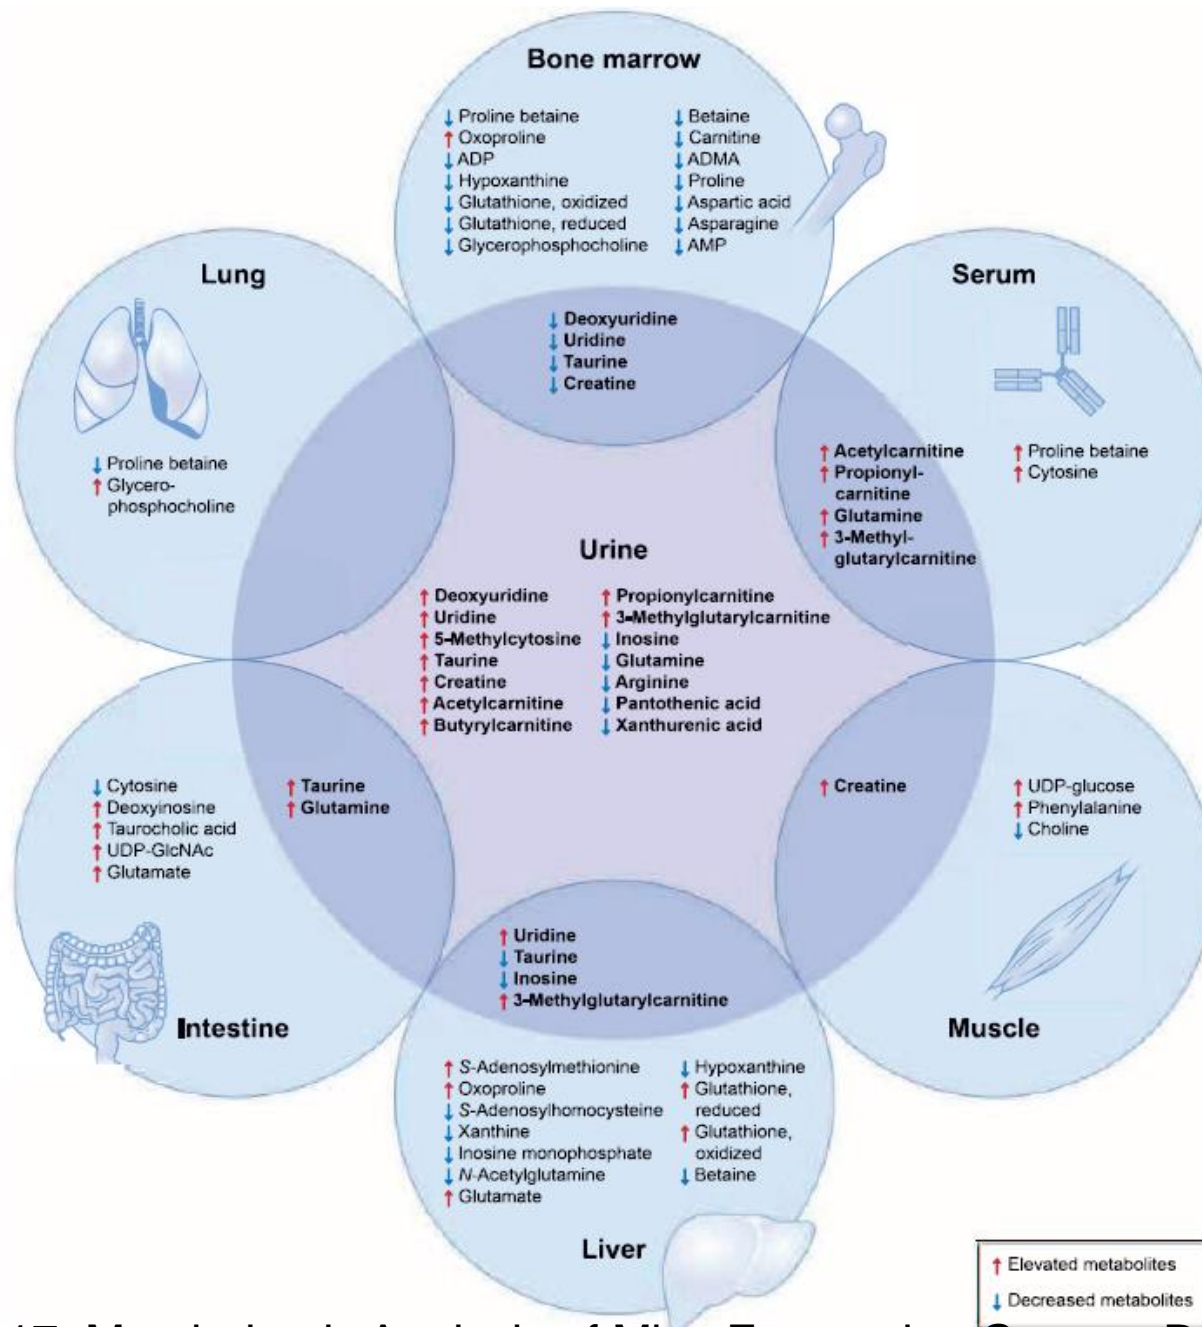 Bone marrow
↓ Proline betaine
↑ Oxoproline
↓ ADP
↓ Hypoxanthine
↓ Glutathione, oxidized
↓ Glutathione, reduced
↓ Glycerophosphocholine
↓ Betaine
↓ Carnitine
↓ ADMA
↓ Proline
↓ Aspartic acid
↓ Asparagine
↓ AMP
↓ Deoxyuridine
↓ Uridine
↓ Taurine
↓ Creatine
Lung
↓ Proline betaine
↑ Glycero-
phosphocholine
Serum
↑ Acetylcarnitine
↑ Propionyl-
carnitine
↑ Glutamine
↑ 3-Methyl-
glutarylcarnitine
↑ Proline betaine
↑ Cytosine
Urine
↑ Deoxyuridine
↑ Uridine
↑ 5-Methylcytosine
↑ Taurine
↑ Creatine
↑ Acetylcarnitine
↑ Butyrylcarnitine
↑ Propionylcarnitine
↑ 3-Methylglutarylcarnitine
↓ Inosine
↓ Glutamine
↓ Arginine
↓ Pantothenic acid
↓ Xanthurenic acid
↓ Cytosine
↑ Deoxyinosine
↑ Taurocholic acid
↑ UDP-GlcNAc
↑ Glutamate
↑ Taurine
↑ Glutamine
Intestine
↑ Creatine
↑ UDP-glucose
↑ Phenylalanine
↓ Choline
Muscle
↑ Uridine
↓ Taurine
↓ Inosine
↑ 3-Methylglutarylcarnitine
↑ S-Adenosylmethionine
↑ Oxoproline
↓ S-Adenosylhomocysteine
↓ Xanthine
↓ Inosine monophosphate
↓ N-Acetylglutamine
↑ Glutamate
↓ Hypoxanthine
↑ Glutathione,
reduced
↑ Glutathione,
oxidized
↓ Betaine
Liver
↑ Elevated metabolites
↓ Decreased metabolites